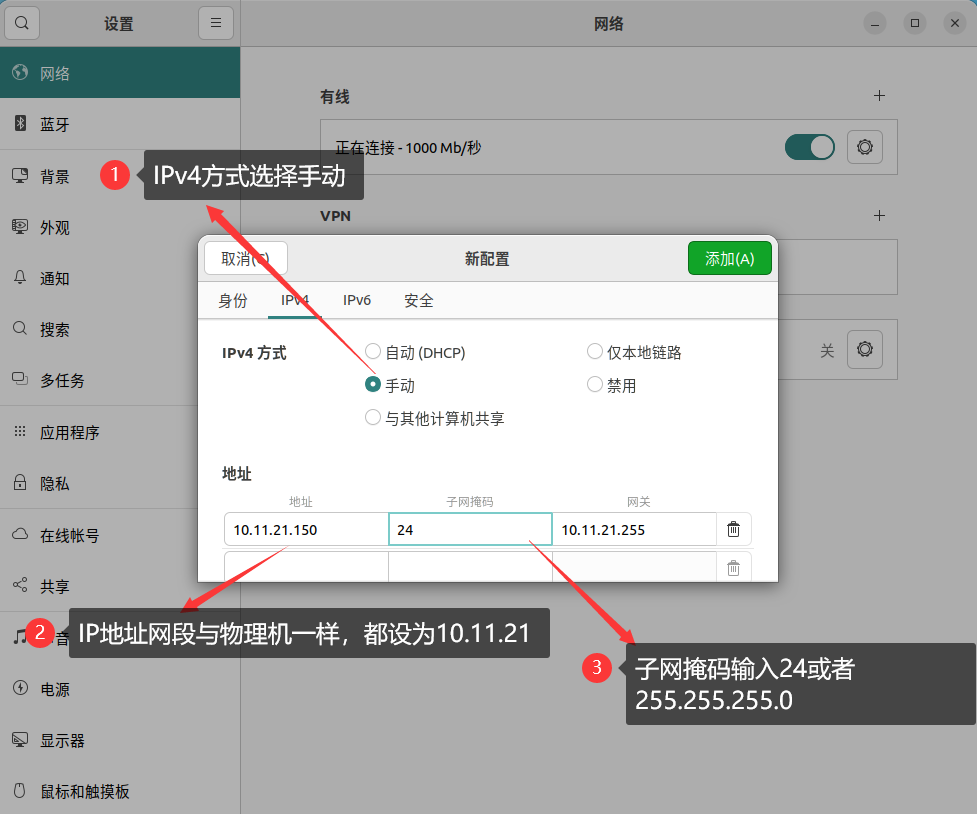 设置
网络
网络
蓝牙
背景
外观
通知
搜索
多任务
应用程序
隐私
在线帐号
共享
音
电源
显示器
鼠标和触摸板
有线
正在连接 - 1000 Mb/秒
1
IPv4方式选择手动
VPN
取消(C)
新配置
添加(A)
身份
IPv4
IPv6
安全
IPv4 方式
自动 (DHCP)
仅本地链路
手动
禁用
与其他计算机共享
关
地址
地址
子网掩码
网关
10.11.21.150
24
10.11.21.255
2
IP地址网段与物理机一样，都设为10.11.21
3
子网掩码输入24或者
255.255.255.0